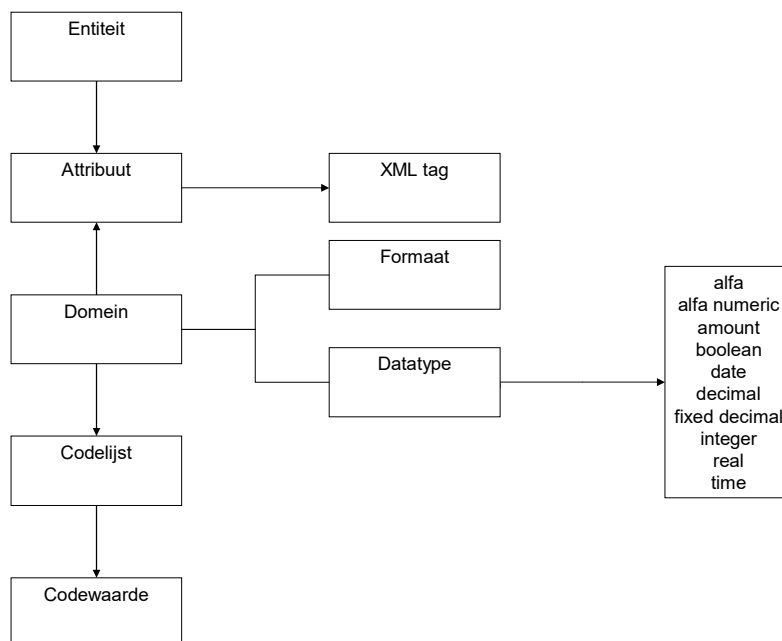 Entiteit
Attribuut
XML tag
Formaat
Domein
Datatype
Codelijst
Codewaarde
alfa
alfa numeric
amount
boolean
date
decimal
fixed decimal
integer
real
time